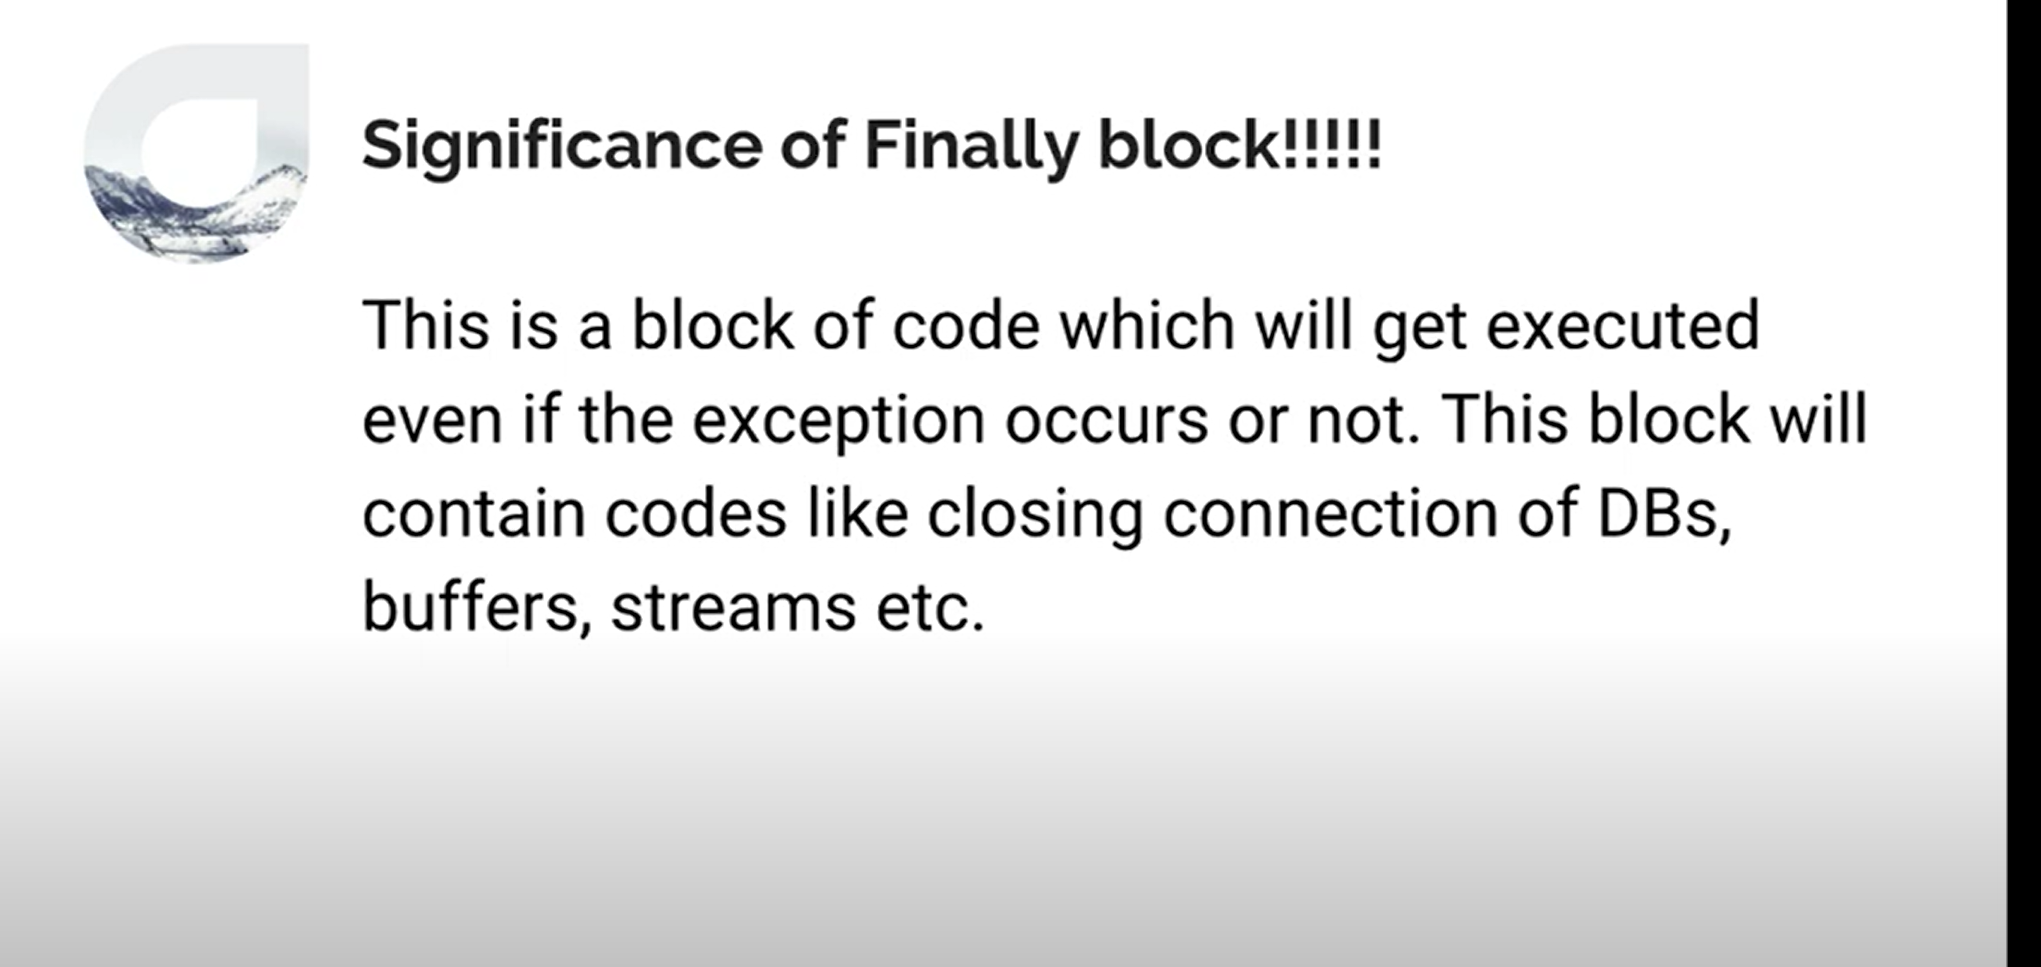 Significance of Finally block!!!!!
This is a block of code which will get executed
even if the exception occurs or not. This block will
contain codes like closing connection of DBs,
buffers, streams etc.